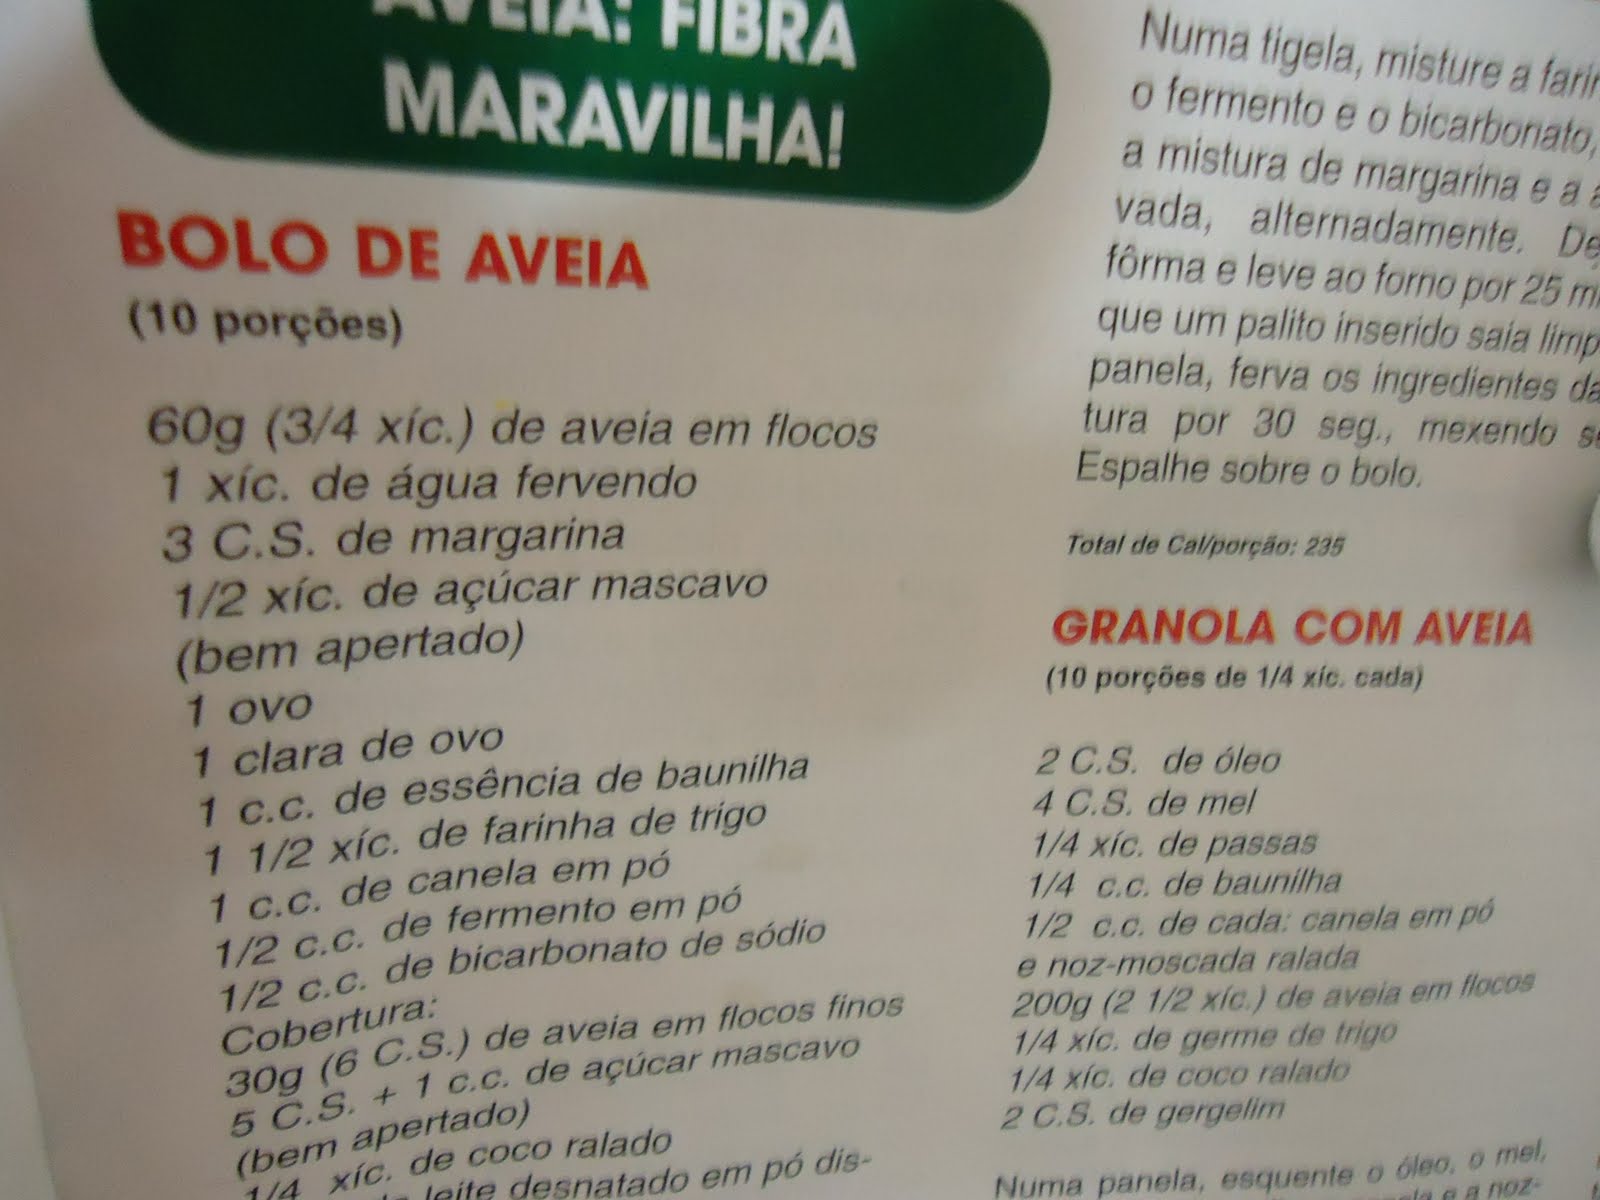 AVEIA: FIBRA
MARAVILHA!
BOLO DE AVEIA
(10 porções)
60g (3/4 xíc.) de aveia em flocos
1 xíc. de água fervendo
3 C.S. de margarina
1/2 xíc. de açúcar mascavo
(bem apertado)
1 ovo
1 clara de ovo
1 c.c. de essência de baunilha
1 1/2 xíc. de farinha de trigo
1 c.c. de canela em pó
1/2 c.c. de fermento em pó
1/2 c.c. de bicarbonato de sódio
Cobertura:
30g (6 C.S.) de aveia em flocos finos
5 C.S. + 1 c.c. de açúcar mascavo
(bem apertado)
1/4 xíc. de coco ralado
leite desnatado em pó dis-
Numa tigela, misture a
o fermento e o bicarbonato,
a mistura de margarina e a
vada, alternadamente.
fôrma e leve ao forno por 25
que um palito inserido saia
panela, ferva os ingredientes
tura por 30 seg., mexendo
Espalhe sobre o bolo.
Total de Cal/porção: 235
GRANOLA COM AVEIA
(10 porções de 1/4 xíc. cada)
2 C.S. de óleo
4 C.S. de mel
1/4 xíc. de passas
1/4 c.c. de baunilha
1/2 c.c. de cada: canela em pó
e noz-moscada ralada
200g (2 1/2 xíc.) de aveia em flocos
1/4 xíc. de germe de trigo
1/4 xíc. de coco ralado
2 C.S. de gergelim
Numa panela, esquente o óleo, o mel,
e a noz-